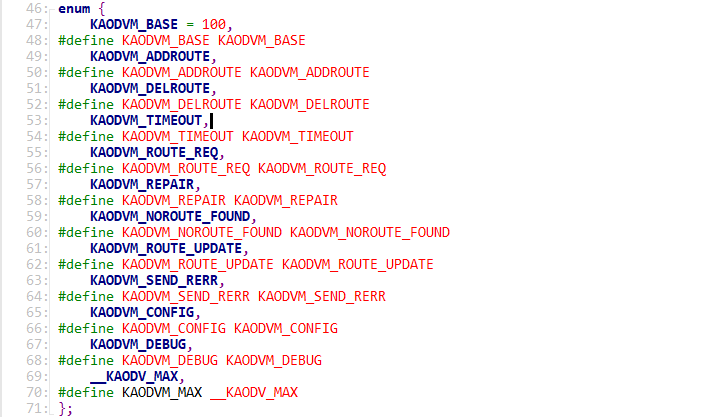 46: enum {
47: KAODVM_BASE = 100,
48: #define KAODVM_BASE KAODVM_BASE
49: KAODVM_ADDROUTE,
50: #define KAODVM_ADDROUTE KAODVM_ADDROUTE
51: KAODVM_DELROUTE,
52: #define KAODVM_DELROUTE KAODVM_DELROUTE
53: KAODVM_TIMEOUT,
54: #define KAODVM_TIMEOUT KAODVM_TIMEOUT
55: KAODVM_ROUTE_REQ,
56: #define KAODVM_ROUTE_REQ KAODVM_ROUTE_REQ
57: KAODVM_REPAIR,
58: #define KAODVM_REPAIR KAODVM_REPAIR
59: KAODVM_NOROUTE_FOUND,
60: #define KAODVM_NOROUTE_FOUND KAODVM_NOROUTE_FOUND
61: KAODVM_ROUTE_UPDATE,
62: #define KAODVM_ROUTE_UPDATE KAODVM_ROUTE_UPDATE
63: KAODVM_SEND_RERR,
64: #define KAODVM_SEND_RERR KAODVM_SEND_RERR
65: KAODVM_CONFIG,
66: #define KAODVM_CONFIG KAODVM_CONFIG
67: KAODVM_DEBUG,
68: #define KAODVM_DEBUG KAODVM_DEBUG
69: __KAODV_MAX,
70: #define KAODVM_MAX __KAODV_MAX
71: };